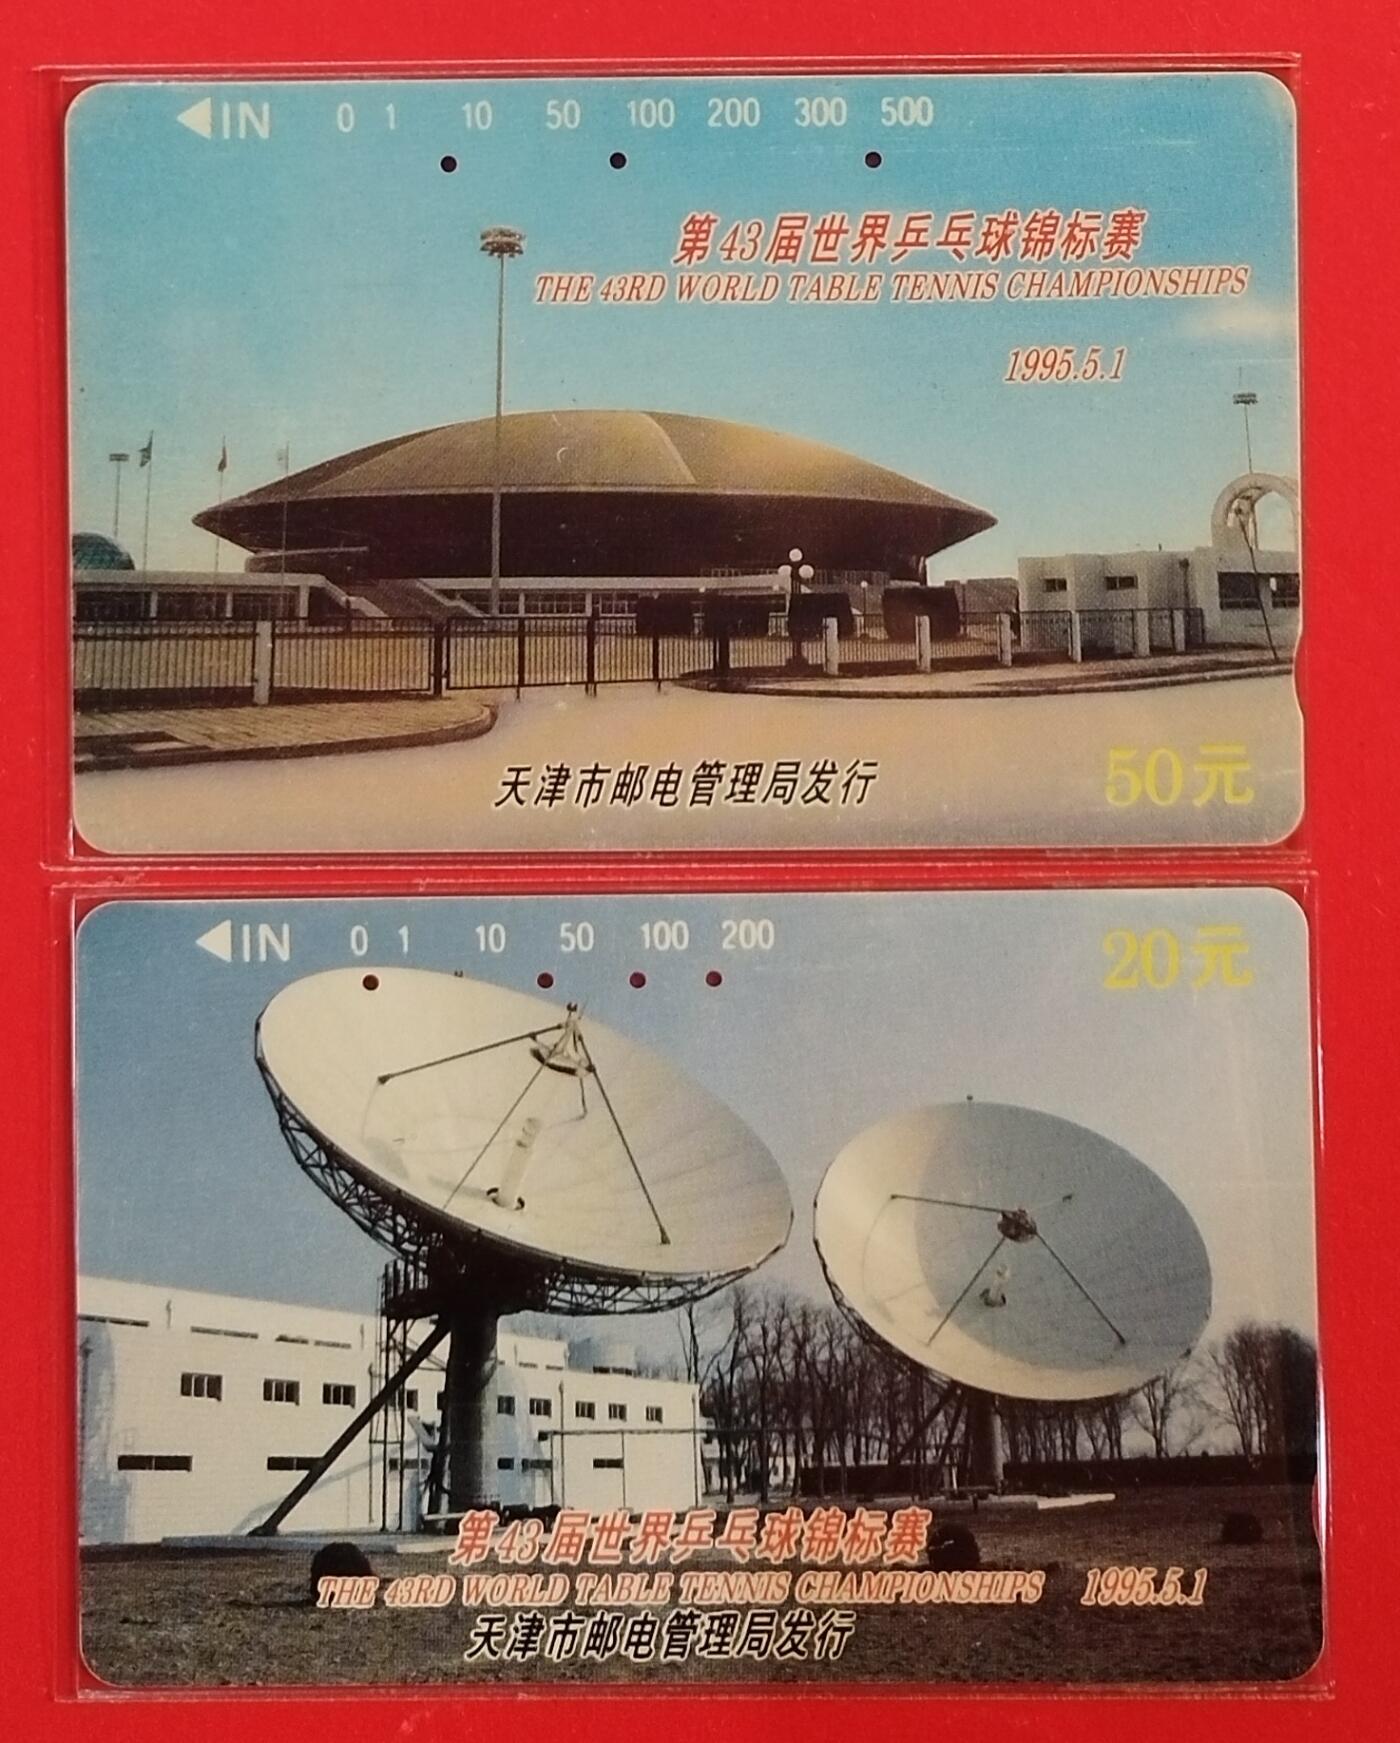 ◀IN 0 1 10 50 100 200 300 500
第43届世界乒乓球锦标赛
THE 43RD WORLD TABLE TENNIS CHAMPIONSHIPS
1995.5.1
天津市邮电管理局发行
50元
◀IN 0 1 10 50 100 200
20元
第43届世界乒乓球锦标赛
THE 43RD WORLD TABLE TENNIS CHAMPIONSHIPS 1995.5.1
天津市邮电管理局发行